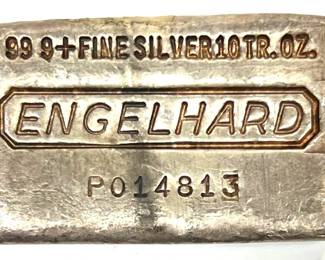 99 9+FINE SILVER 10 TR. OZ.
ENGELHARD
P014813